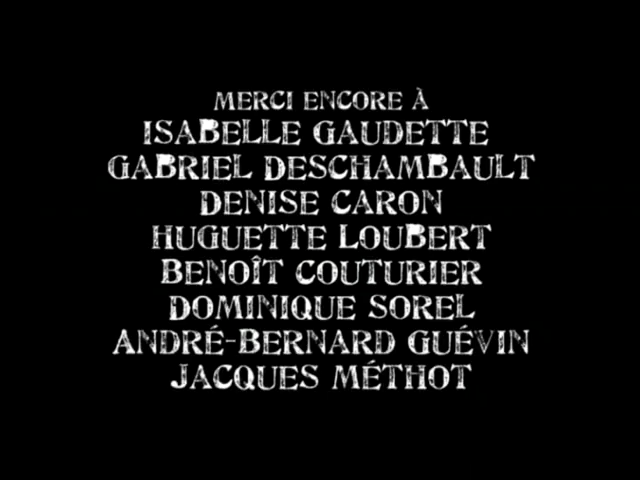 MERCI ENCORE À
ISABELLE GAUDETTE
GABRIEL DESCHAMBAULT
DENISE CARON
HUGUETTE LOUBERT
BENOÎT COUTURIER
DOMINIQUE SOREL
ANDRÉ-BERNARD GUÉVIN
JACQUES MÉTHOT